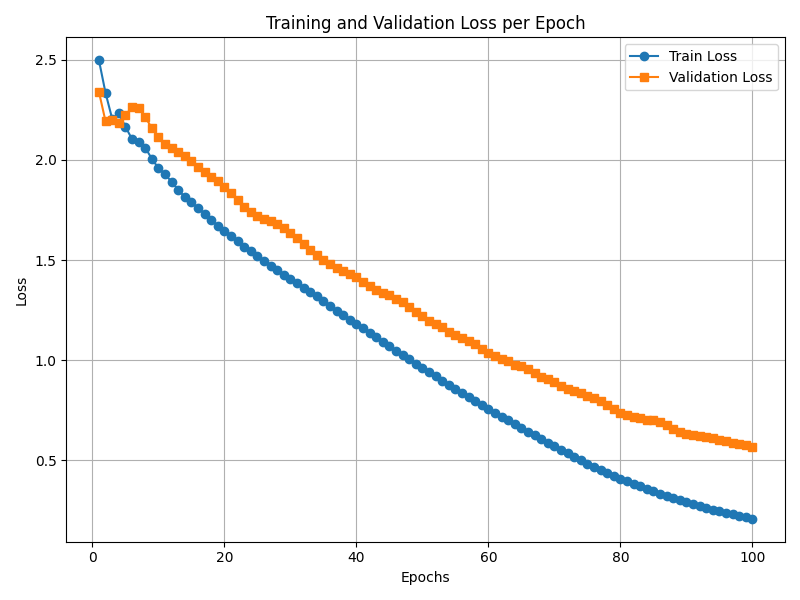 Training and Validation Loss per Epoch
Train Loss
Validation Loss
2.5
2.0
1.5
1.0
0.5
Loss
0 20 40 60 80 100
Epochs